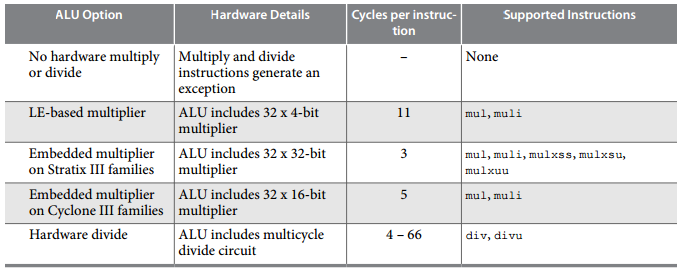 ALU Option Hardware Details Cycles per instruc- Supported Instructions
tion
No hardware multiply Multiply and divide – None
or divide instructions generate an
exception
LE-based multiplier ALU includes 32 x 4-bit 11 mul, muli
multiplier
Embedded multiplier ALU includes 32 x 32-bit 3 mul, muli, mulxss, mulxsu,
on Stratix III families multiplier mulxuu
Embedded multiplier ALU includes 32 x 16-bit 5 mul, muli
on Cyclone III families multiplier
Hardware divide ALU includes multicycle 4 – 66 div, divu
divide circuit